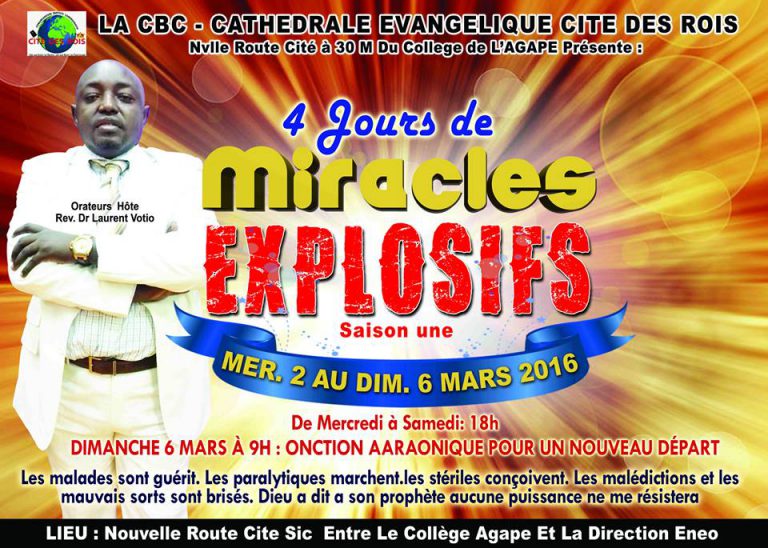 LA CBC - CATHEDRALE EVANGELIQUE CITE DES ROIS
Nvlle Route Cité à 30 M Du College de L'AGAPE Présente :
CITE DES ROIS
4 Jours de
Miracles
EXPLOSIFS
Saison une
Orateurs Hôte
Rev. Dr Laurent Votio
MER. 2 AU DIM. 6 MARS 2016
De Mercredi à Samedi: 18h
DIMANCHE 6 MARS À 9H : ONCTION AARAONIQUE POUR UN NOUVEAU DÉPART
Les malades sont guérit. Les paralytiques marchent.les stériles conçoivent. Les malédictions et les
mauvais sorts sont brisés. Dieu a dit a son prophète aucune puissance ne me résistera
LIEU : Nouvelle Route Cite Sic Entre Le Collège Agape Et La Direction Eneo